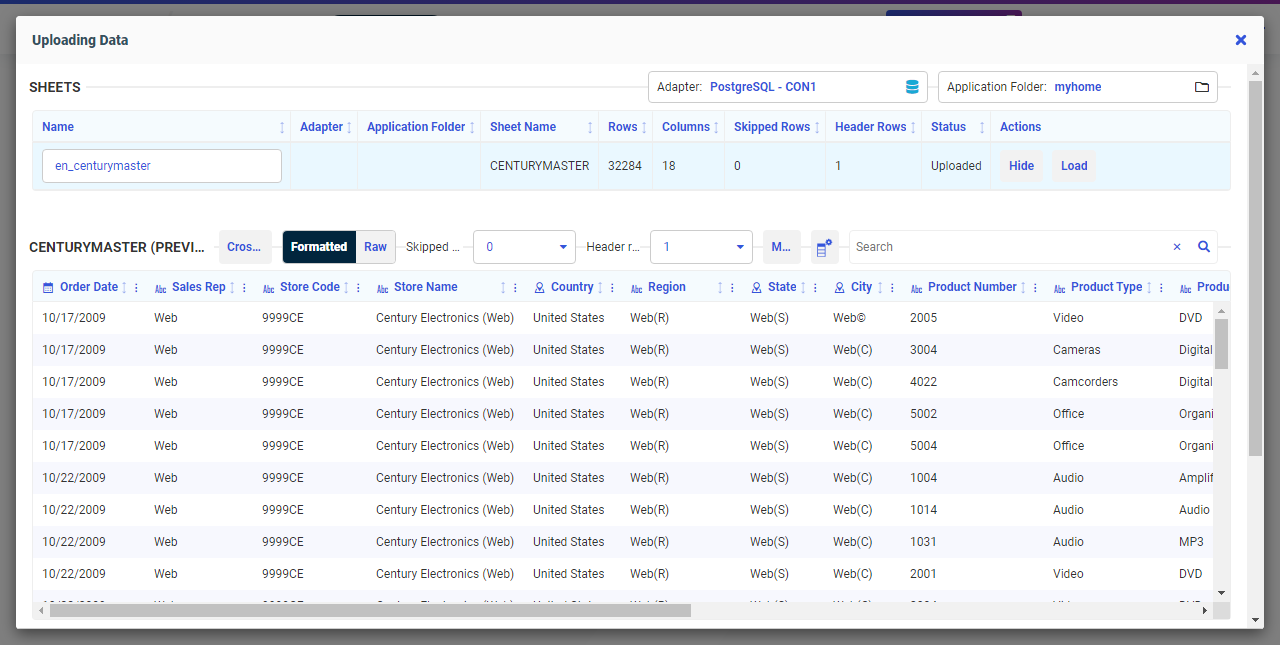 Uploading Data
SHEETS
Adapter: PostgreSQL - CON1
Application Folder: myhome
Name Adapter Application Folder Sheet Name Rows Columns Skipped Rows Header Rows Status Actions
en_centurymaster CENTURYMASTER 32284 18 0 1 Uploaded Hide Load
CENTURYMASTER (PREVI... Cros... Formatted Raw Skipped ... 0 Header r... 1 M... Search
Order Date Abc Sales Rep Abc Store Code Abc Store Name Country Abc Region State City Abc Product Number Abc Product Type Abc Produ
10/17/2009 Web 9999CE Century Electronics (Web) United States Web(R) Web(S) Web© 2005 Video DVD
10/17/2009 Web 9999CE Century Electronics (Web) United States Web(R) Web(S) Web(C) 3004 Cameras Digital
10/17/2009 Web 9999CE Century Electronics (Web) United States Web(R) Web(S) Web(C) 4022 Camcorders Digital
10/17/2009 Web 9999CE Century Electronics (Web) United States Web(R) Web(S) Web(C) 5002 Office Organi
10/17/2009 Web 9999CE Century Electronics (Web) United States Web(R) Web(S) Web(C) 5004 Office Organi
10/22/2009 Web 9999CE Century Electronics (Web) United States Web(R) Web(S) Web(C) 1004 Audio Amplif
10/22/2009 Web 9999CE Century Electronics (Web) United States Web(R) Web(S) Web(C) 1014 Audio Audio
10/22/2009 Web 9999CE Century Electronics (Web) United States Web(R) Web(S) Web(C) 1031 Audio MP3
10/22/2009 Web 9999CE Century Electronics (Web) United States Web(R) Web(S) Web(C) 2001 Video DVD